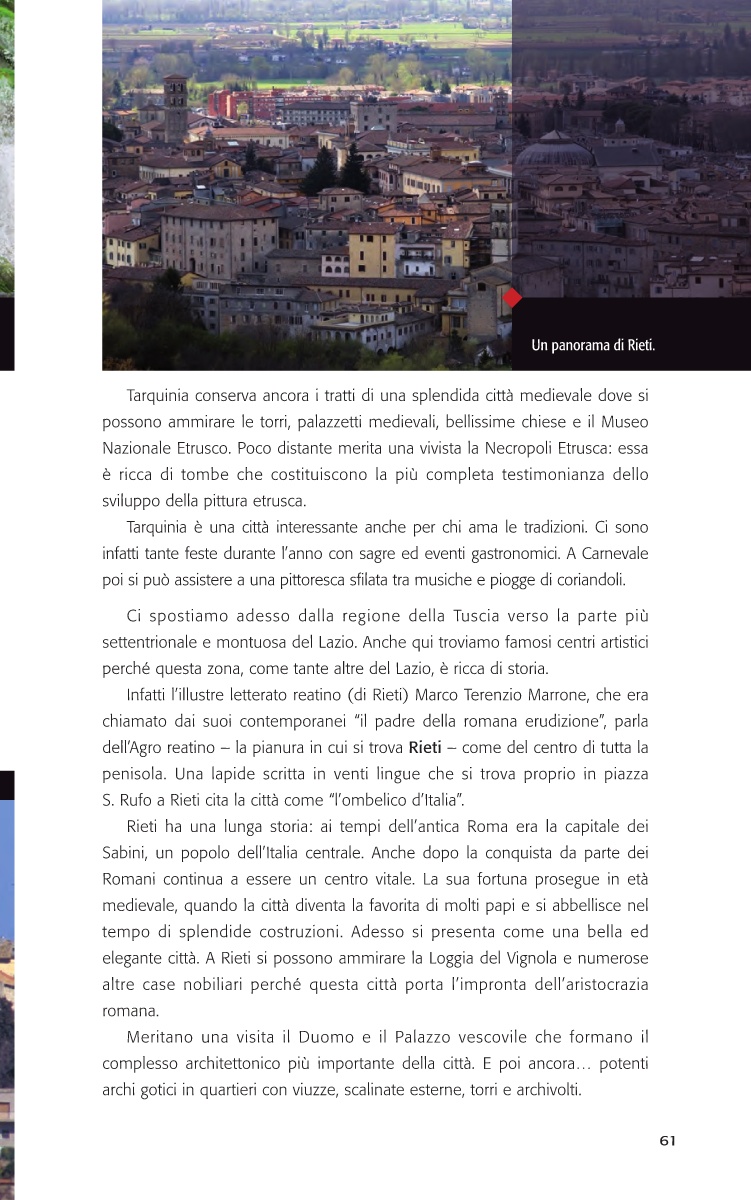 Un panorama di Rieti.
Tarquinia conserva ancora i tratti di una splendida città medievale dove si
possono ammirare le torri, palazzetti medievali, bellissime chiese e il Museo
Nazionale Etrusco. Poco distante merita una vivista la Necropoli Etrusca: essa
è ricca di tombe che costituiscono la più completa testimonianza dello
sviluppo della pittura etrusca.
Tarquinia è una città interessante anche per chi ama le tradizioni. Ci sono
infatti tante feste durante l’anno con sagre ed eventi gastronomici. A Carnevale
poi si può assistere a una pittoresca sfilata tra musiche e piogge di coriandoli.
Ci spostiamo adesso dalla regione della Tuscia verso la parte più
settentrionale e montuosa del Lazio. Anche qui troviamo famosi centri artistici
perché questa zona, come tante altre del Lazio, è ricca di storia.
Infatti l’illustre letterato reatino (di Rieti) Marco Terenzio Marrone, che era
chiamato dai suoi contemporanei “il padre della romana erudizione”, parla
dell’Agro reatino – la pianura in cui si trova Rieti – come del centro di tutta la
penisola. Una lapide scritta in venti lingue che si trova proprio in piazza
S. Rufo a Rieti cita la città come “l’ombelico d’Italia”.
Rieti ha una lunga storia: ai tempi dell’antica Roma era la capitale dei
Sabini, un popolo dell’Italia centrale. Anche dopo la conquista da parte dei
Romani continua a essere un centro vitale. La sua fortuna prosegue in età
medievale, quando la città diventa la favorita di molti papi e si abbellisce nel
tempo di splendide costruzioni. Adesso si presenta come una bella ed
elegante città. A Rieti si possono ammirare la Loggia del Vignola e numerose
altre case nobiliari perché questa città porta l’impronta dell’aristocrazia
romana.
Meritano una visita il Duomo e il Palazzo vescovile che formano il
complesso architettonico più importante della città. E poi ancora… potenti
archi gotici in quartieri con viuzze, scalinate esterne, torri e archivolti.
61